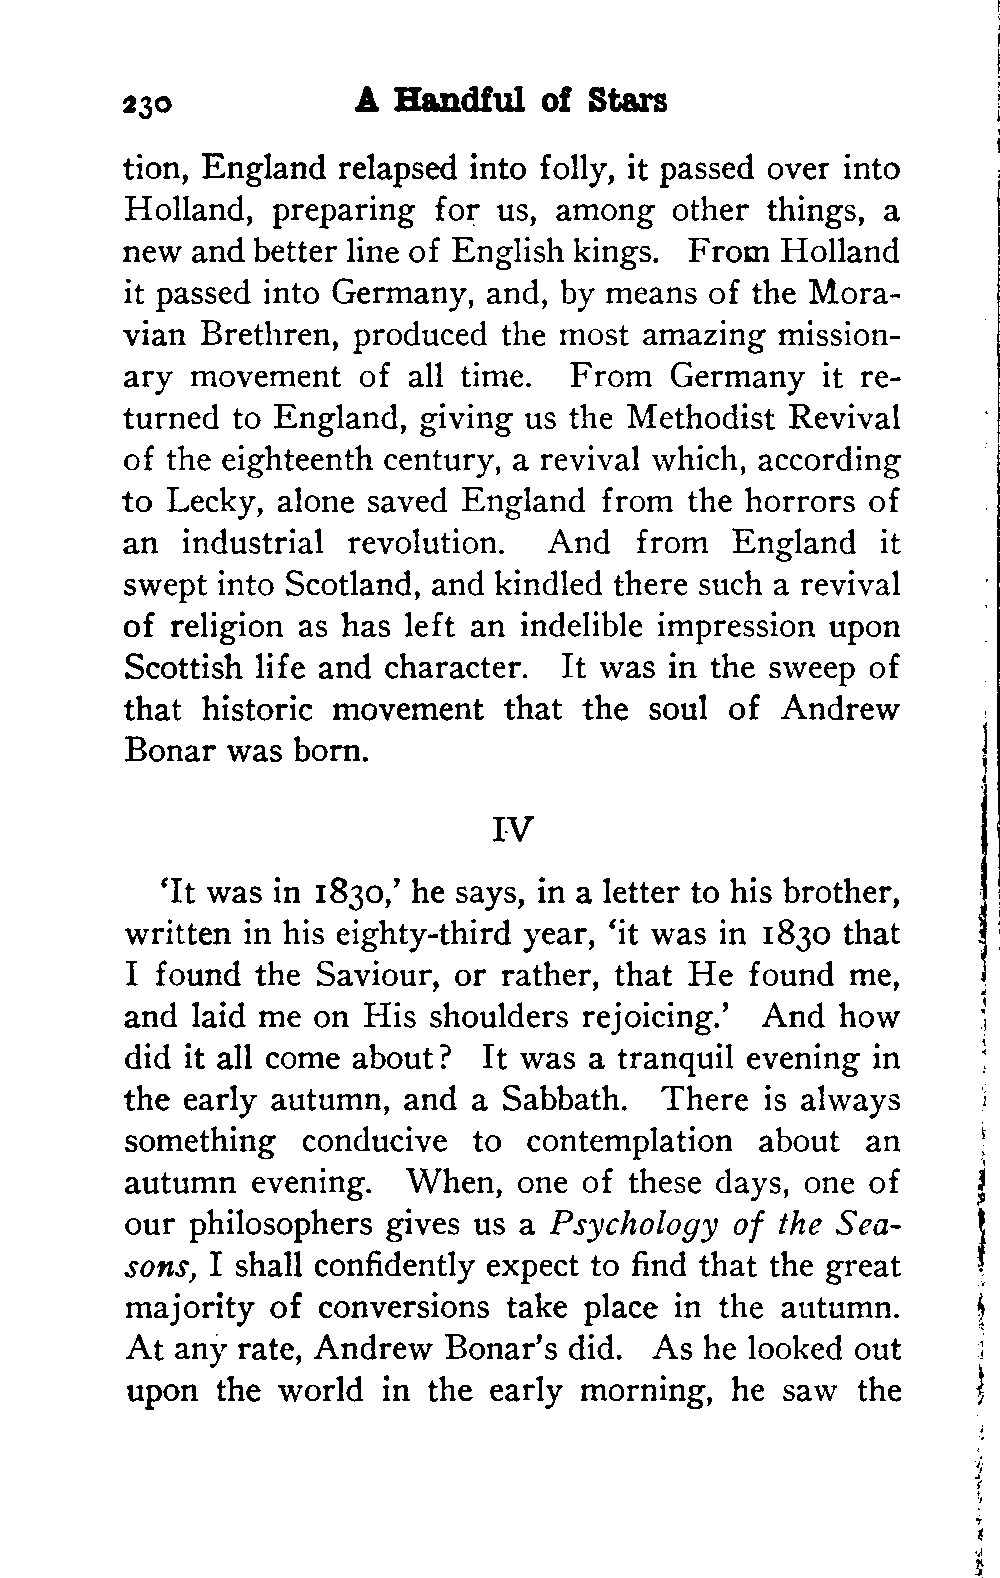 230 A Handful of Stars
tion, England relapsed into folly, it passed over into
Holland, preparing for us, among other things, a
new and better line of English kings. From Holland
it passed into Germany, and, by means of the Mora-
vian Brethren, produced the most amazing mission-
ary movement of all time. From Germany it re-
turned to England, giving us the Methodist Revival
of the eighteenth century, a revival which, according
to Lecky, alone saved England from the horrors of
an industrial revolution. And from England it
swept into Scotland, and kindled there such a revival
of religion as has left an indelible impression upon
Scottish life and character. It was in the sweep of
that historic movement that the soul of Andrew
Bonar was born.
IV
‘It was in 1830,’ he says, in a letter to his brother,
written in his eighty-third year, ‘it was in 1830 that
I found the Saviour, or rather, that He found me,
and laid me on His shoulders rejoicing.’ And how
did it all come about? It was a tranquil evening in
the early autumn, and a Sabbath. There is always
something conducive to contemplation about an
autumn evening. When, one of these days, one of
our philosophers gives us a Psychology of the Sea-
sons, I shall confidently expect to find that the great
majority of conversions take place in the autumn.
At any rate, Andrew Bonar’s did. As he looked out
upon the world in the early morning, he saw the